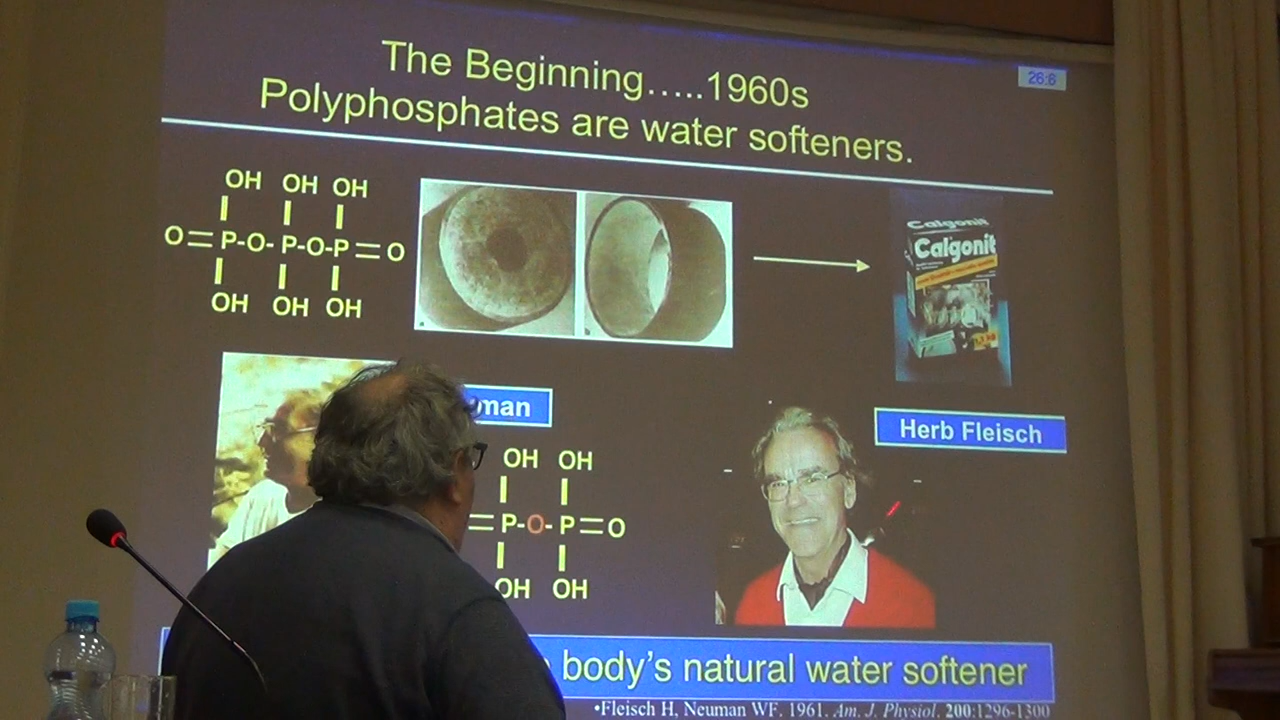 The Beginning…..1960s
26:6
Polyphosphates are water softeners.
OH OH OH
O=P-O-P-O-P=O
OH OH OH
Calgonit
Calgonit
man
Herb Fleisch
OH OH
=P-O-P=O
OH OH
body's natural water softener
•Fleisch H, Neuman WF. 1961. Am. J. Physiol. 200:1296-1300